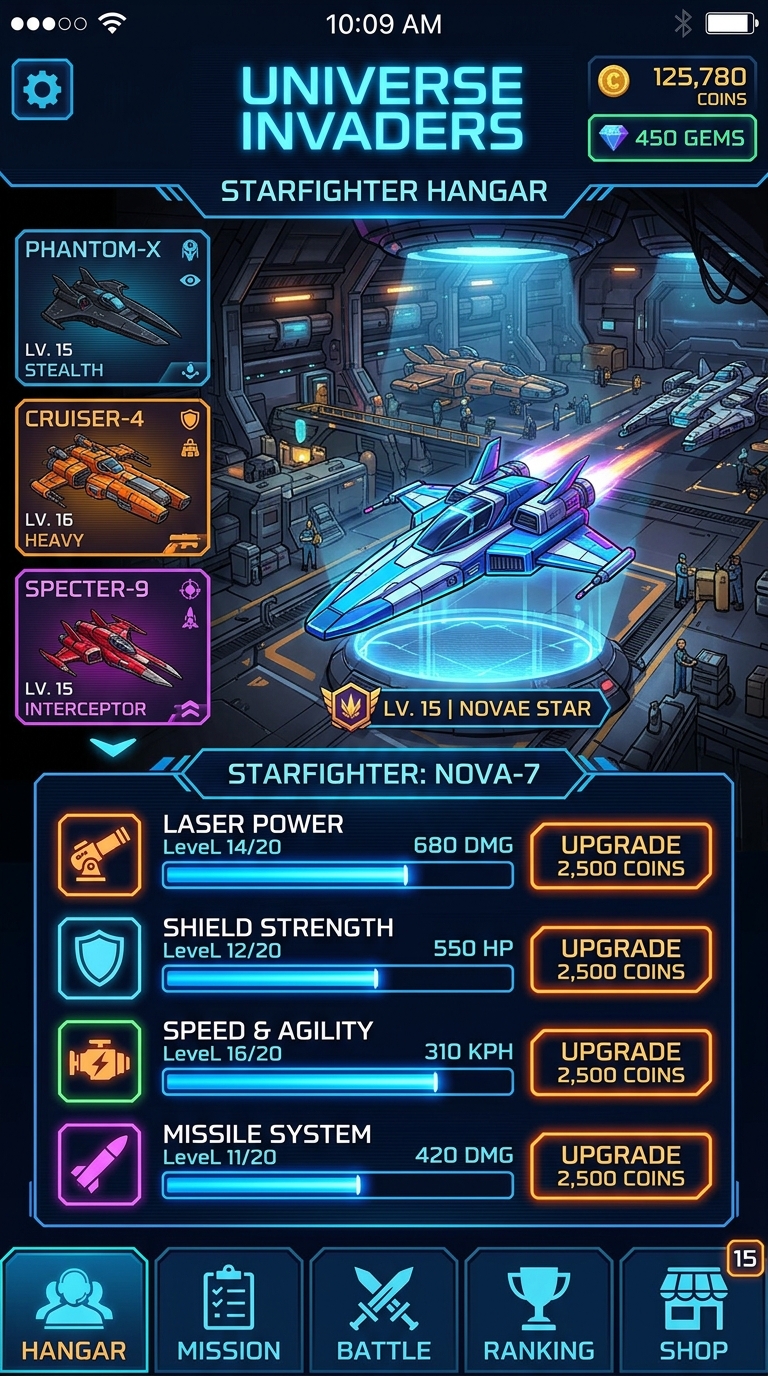 10:09 AM
UNIVERSE
INVADERS
125,780
COINS
450 GEMS
STARFIGHTER HANGAR
PHANTOM-X
LV. 15
STEALTH
CRUISER-4
LV. 16
HEAVY
SPECTER-9
LV. 15
INTERCEPTOR
LV. 15 | NOVAE STAR
STARFIGHTER: NOVA-7
LASER POWER
LeveL 14/20
680 DMG
UPGRADE
2,500 COINS
SHIELD STRENGTH
LeveL 12/20
550 HP
UPGRADE
2,500 COINS
SPEED & AGILITY
LeveL 16/20
310 KPH
UPGRADE
2,500 COINS
MISSILE SYSTEM
LeveL 11/20
420 DMG
UPGRADE
2,500 COINS
HANGAR
MISSION
BATTLE
RANKING
15
SHOP